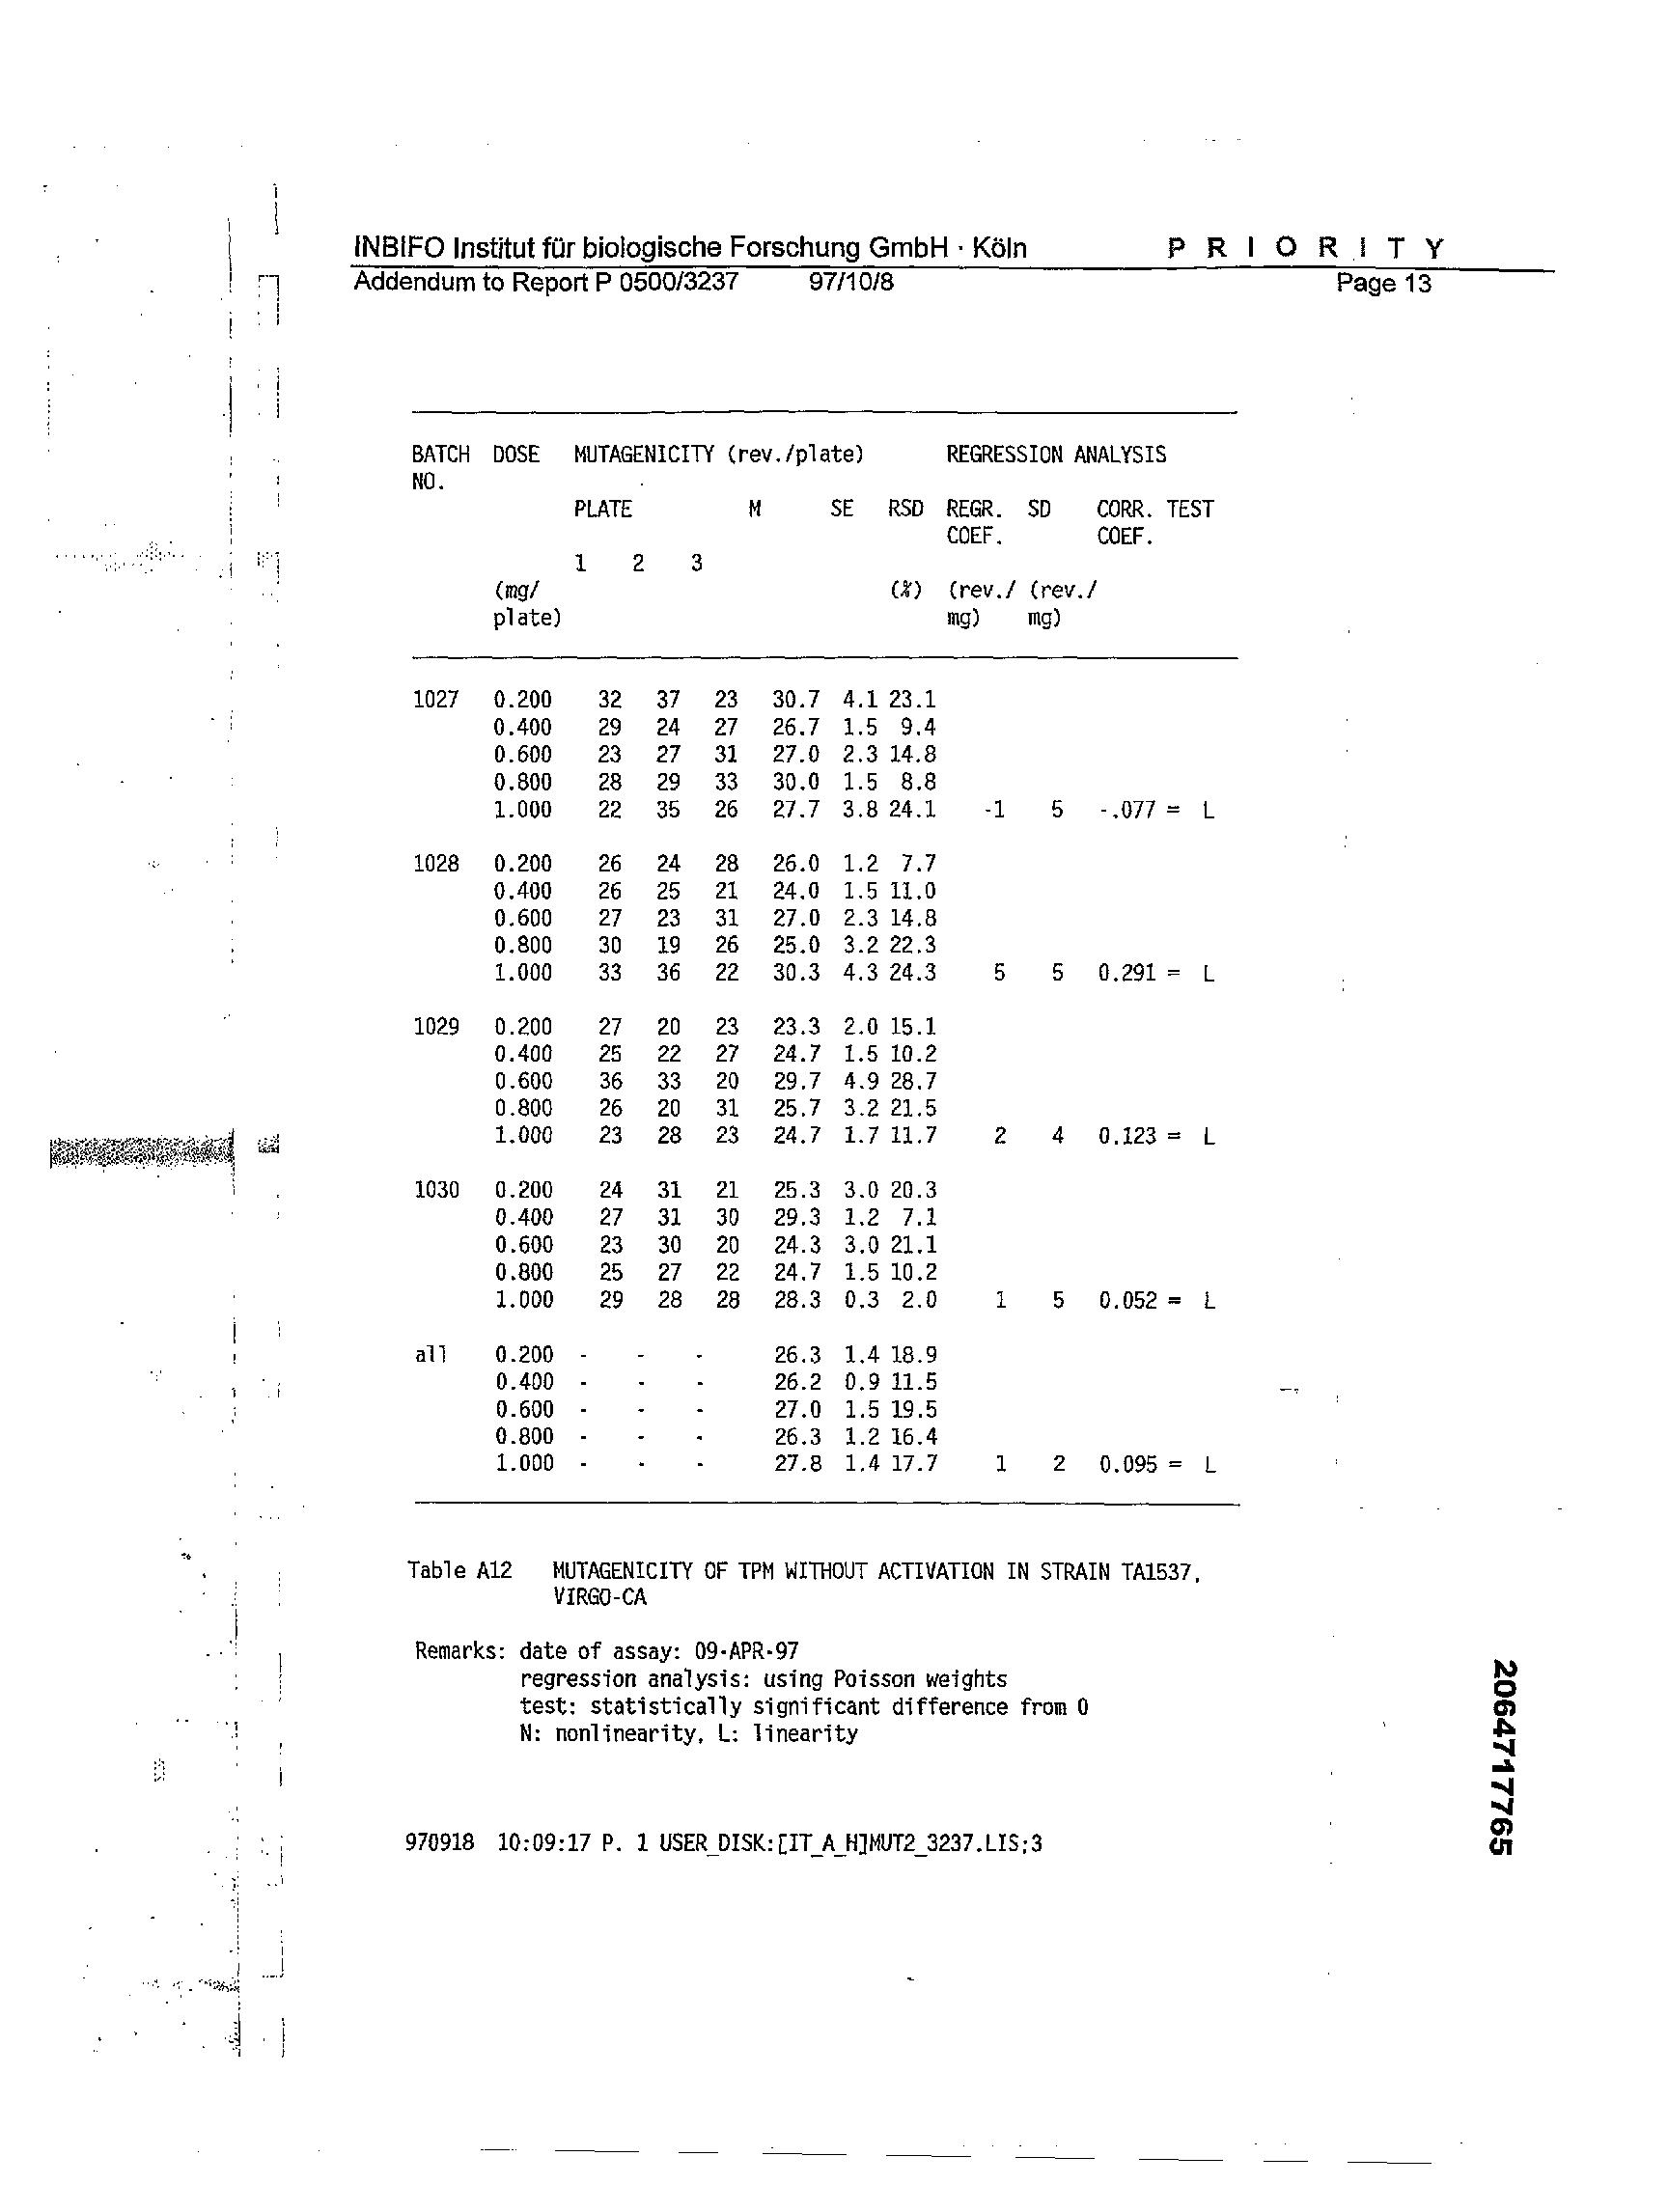 INBIFO Institut für biologische Forschung GmbH · Köln P R I O R I T Y
Addendum to Report P 0500/3237 97/10/8 Page 13
BATCH DOSE MUTAGENICITY (rev./plate) REGRESSION ANALYSIS
NO.
PLATE M SE RSD REGR. SD CORR. TEST
COEF. COEF.
1 2 3
(mg/ (%) (rev./ (rev./
plate) mg) mg)
1027 0.200 32 37 23 30.7 4.1 23.1
0.400 29 24 27 26.7 1.5 9.4
0.600 23 27 31 27.0 2.3 14.8
0.800 28 29 33 30.0 1.5 8.8
1.000 22 35 26 27.7 3.8 24.1 -1 5 -.077 = L
1028 0.200 26 24 28 26.0 1.2 7.7
0.400 26 25 21 24.0 1.5 11.0
0.600 27 23 31 27.0 2.3 14.8
0.800 30 19 26 25.0 3.2 22.3
1.000 33 36 22 30.3 4.3 24.3 5 5 0.291 = L
1029 0.200 27 20 23 23.3 2.0 15.1
0.400 25 22 27 24.7 1.5 10.2
0.600 36 33 20 29.7 4.9 28.7
0.800 26 20 31 25.7 3.2 21.5
1.000 23 28 23 24.7 1.7 11.7 2 4 0.123 = L
1030 0.200 24 31 21 25.3 3.0 20.3
0.400 27 31 30 29.3 1.2 7.1
0.600 23 30 20 24.3 3.0 21.1
0.800 25 27 22 24.7 1.5 10.2
1.000 29 28 28 28.3 0.3 2.0 1 5 0.052 = L
all 0.200 - - - 26.3 1.4 18.9
0.400 - - - 26.2 0.9 11.5
0.600 - - - 27.0 1.5 19.5
0.800 - - - 26.3 1.2 16.4
1.000 - - - 27.8 1.4 17.7 1 2 0.095 = L
Table A12 MUTAGENICITY OF TPM WITHOUT ACTIVATION IN STRAIN TA1537,
VIRGO-CA
Remarks: date of assay: 09-APR-97
regression analysis: using Poisson weights
test: statistically significant difference from 0
N: nonlinearity, L: linearity
970918 10:09:17 P. 1 USER_DISK:[IT_A_H]MUT2_3237.LIS;3
2064717765